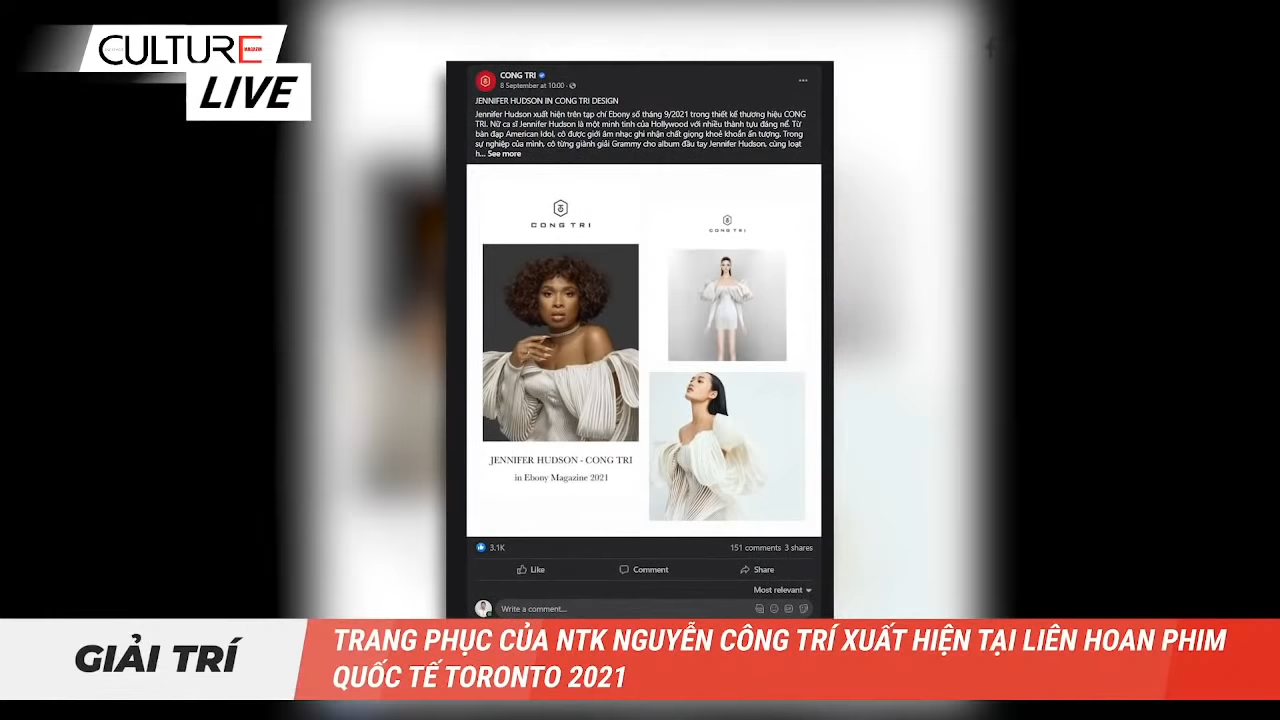 CULTURE
MAGAZIN
LIVE
CONG TRI
8 September at 10:00 ·
JENNIFER HUDSON IN CONG TRI DESIGN
Jennifer Hudson xuất hiện trên tạp chí Ebony số tháng 9/2021 trong thiết kế thương hiệu CONG
TRI. Nữ ca sĩ Jennifer Hudson là một minh tinh của Hollywood với nhiều thành tựu đáng nể. Từ
bàn đạp American Idol, cô được giới âm nhạc ghi nhận chất giọng khoẻ khoắn ấn tượng. Trong
sự nghiệp của mình, cô từng giành giải Grammy cho album đầu tay Jennifer Hudson, cùng loạt
h... See more
CONG TRI
CONG TRI
JENNIFER HUDSON - CONG TRI
in Ebony Magazine 2021
3.1K
151 comments 3 shares
Like Comment Share
Most relevant
Write a comment...
GIẢI TRÍ
TRANG PHỤC CỦA NTK NGUYỄN CÔNG TRÍ XUẤT HIỆN TẠI LIÊN HOAN PHIM
QUỐC TẾ TORONTO 2021